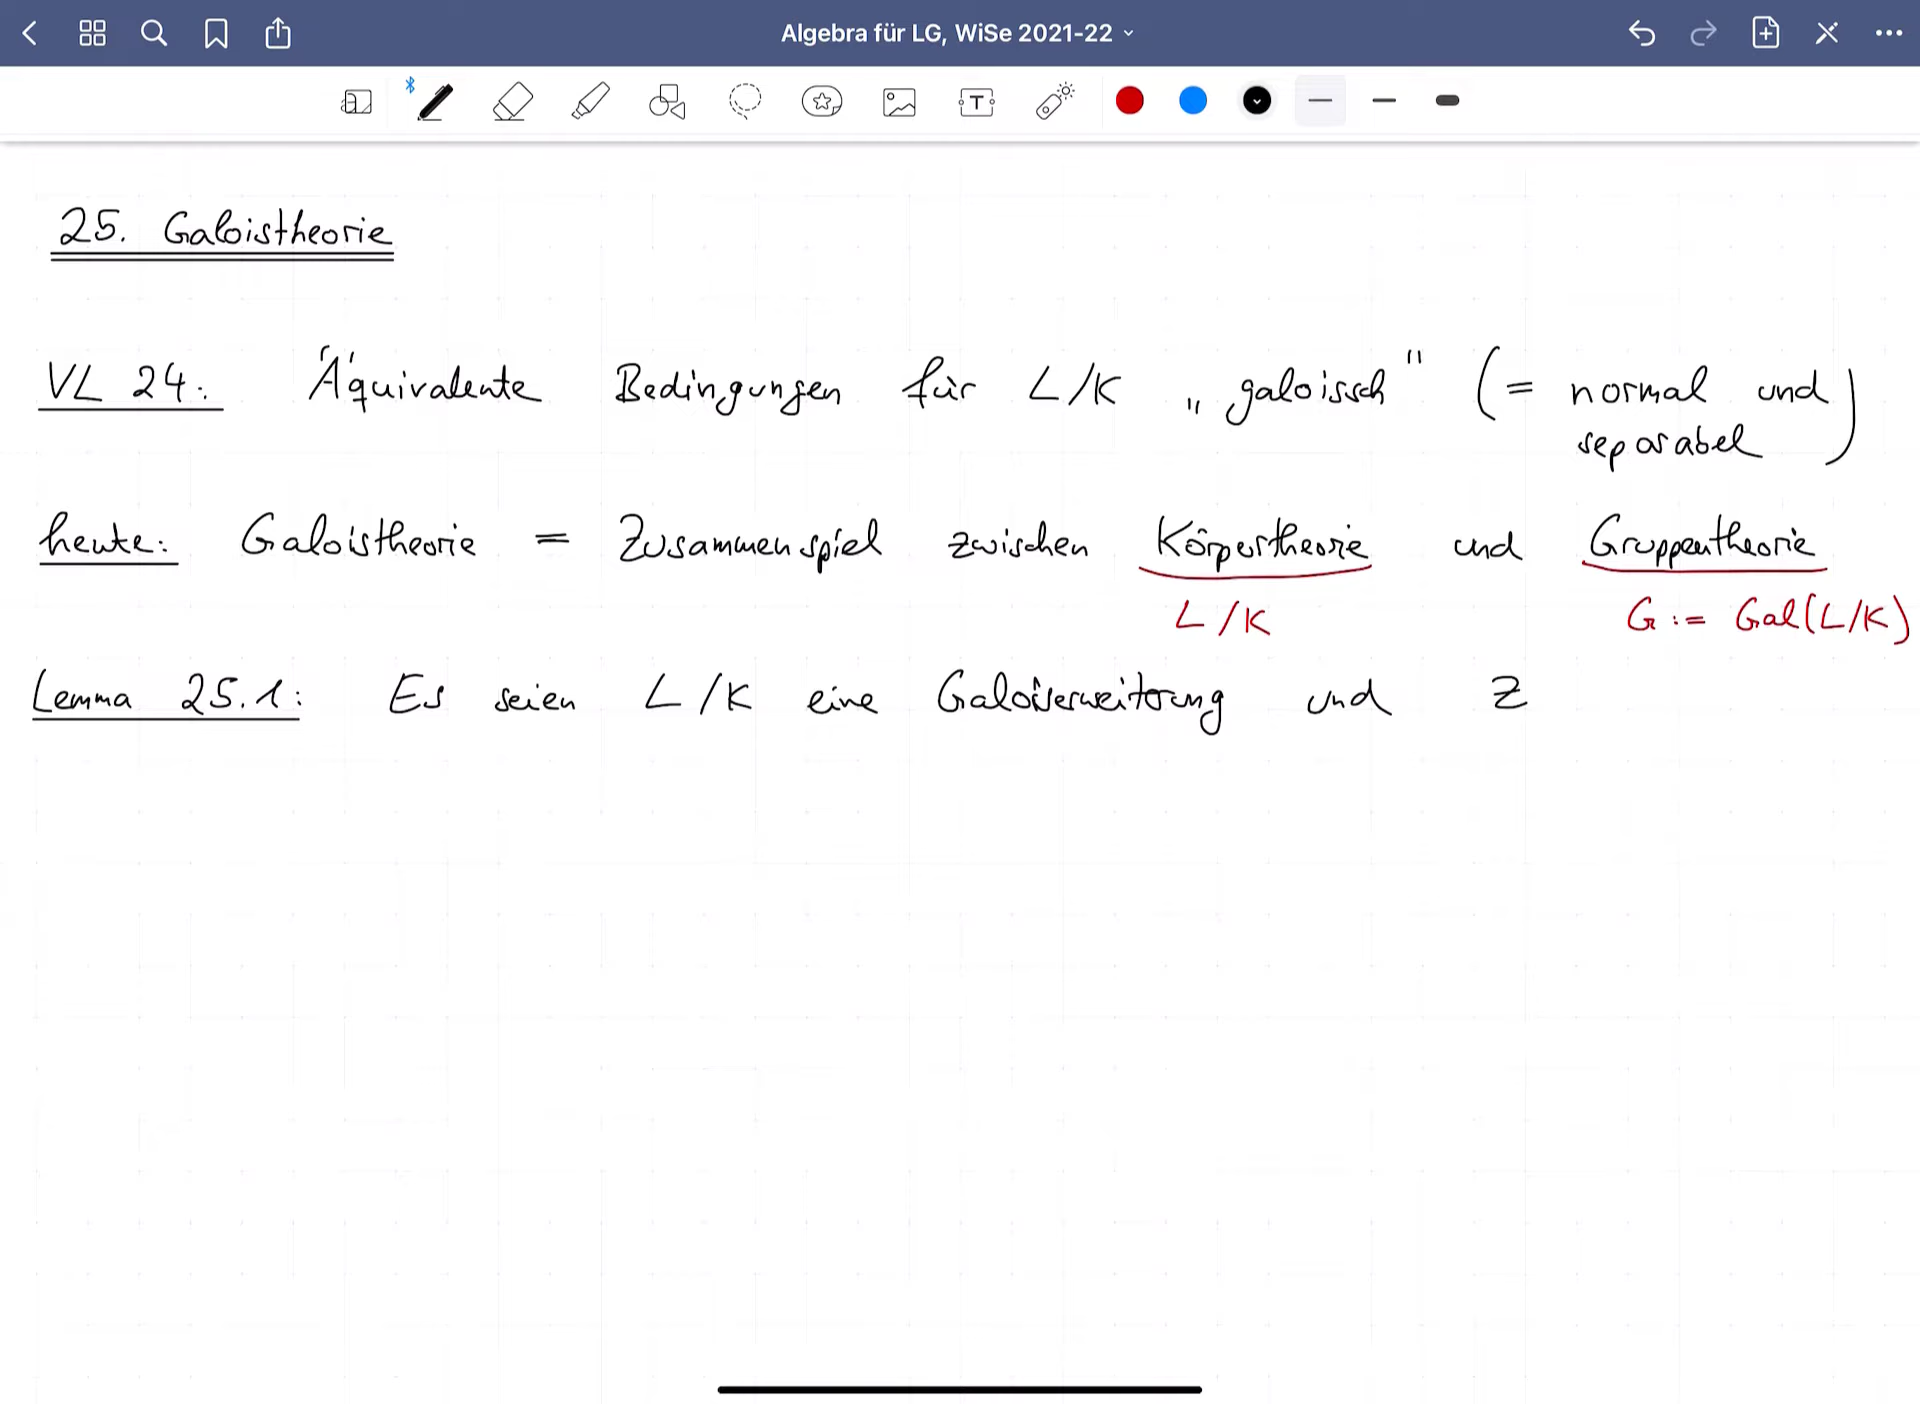 Algebra für LG, WiSe 2021-22
T
25. Galoistheorie
VL 24: Äquivalente Bedingungen für L/K „galoissch" (= normal und
separabel)
heute: Galoistheorie = Zusammenspiel zwischen Körpertheorie und Gruppentheorie
L/K G := Gal(L/K)
Lemma 25.1: Es seien L/K eine Galoiserweiterung und Z